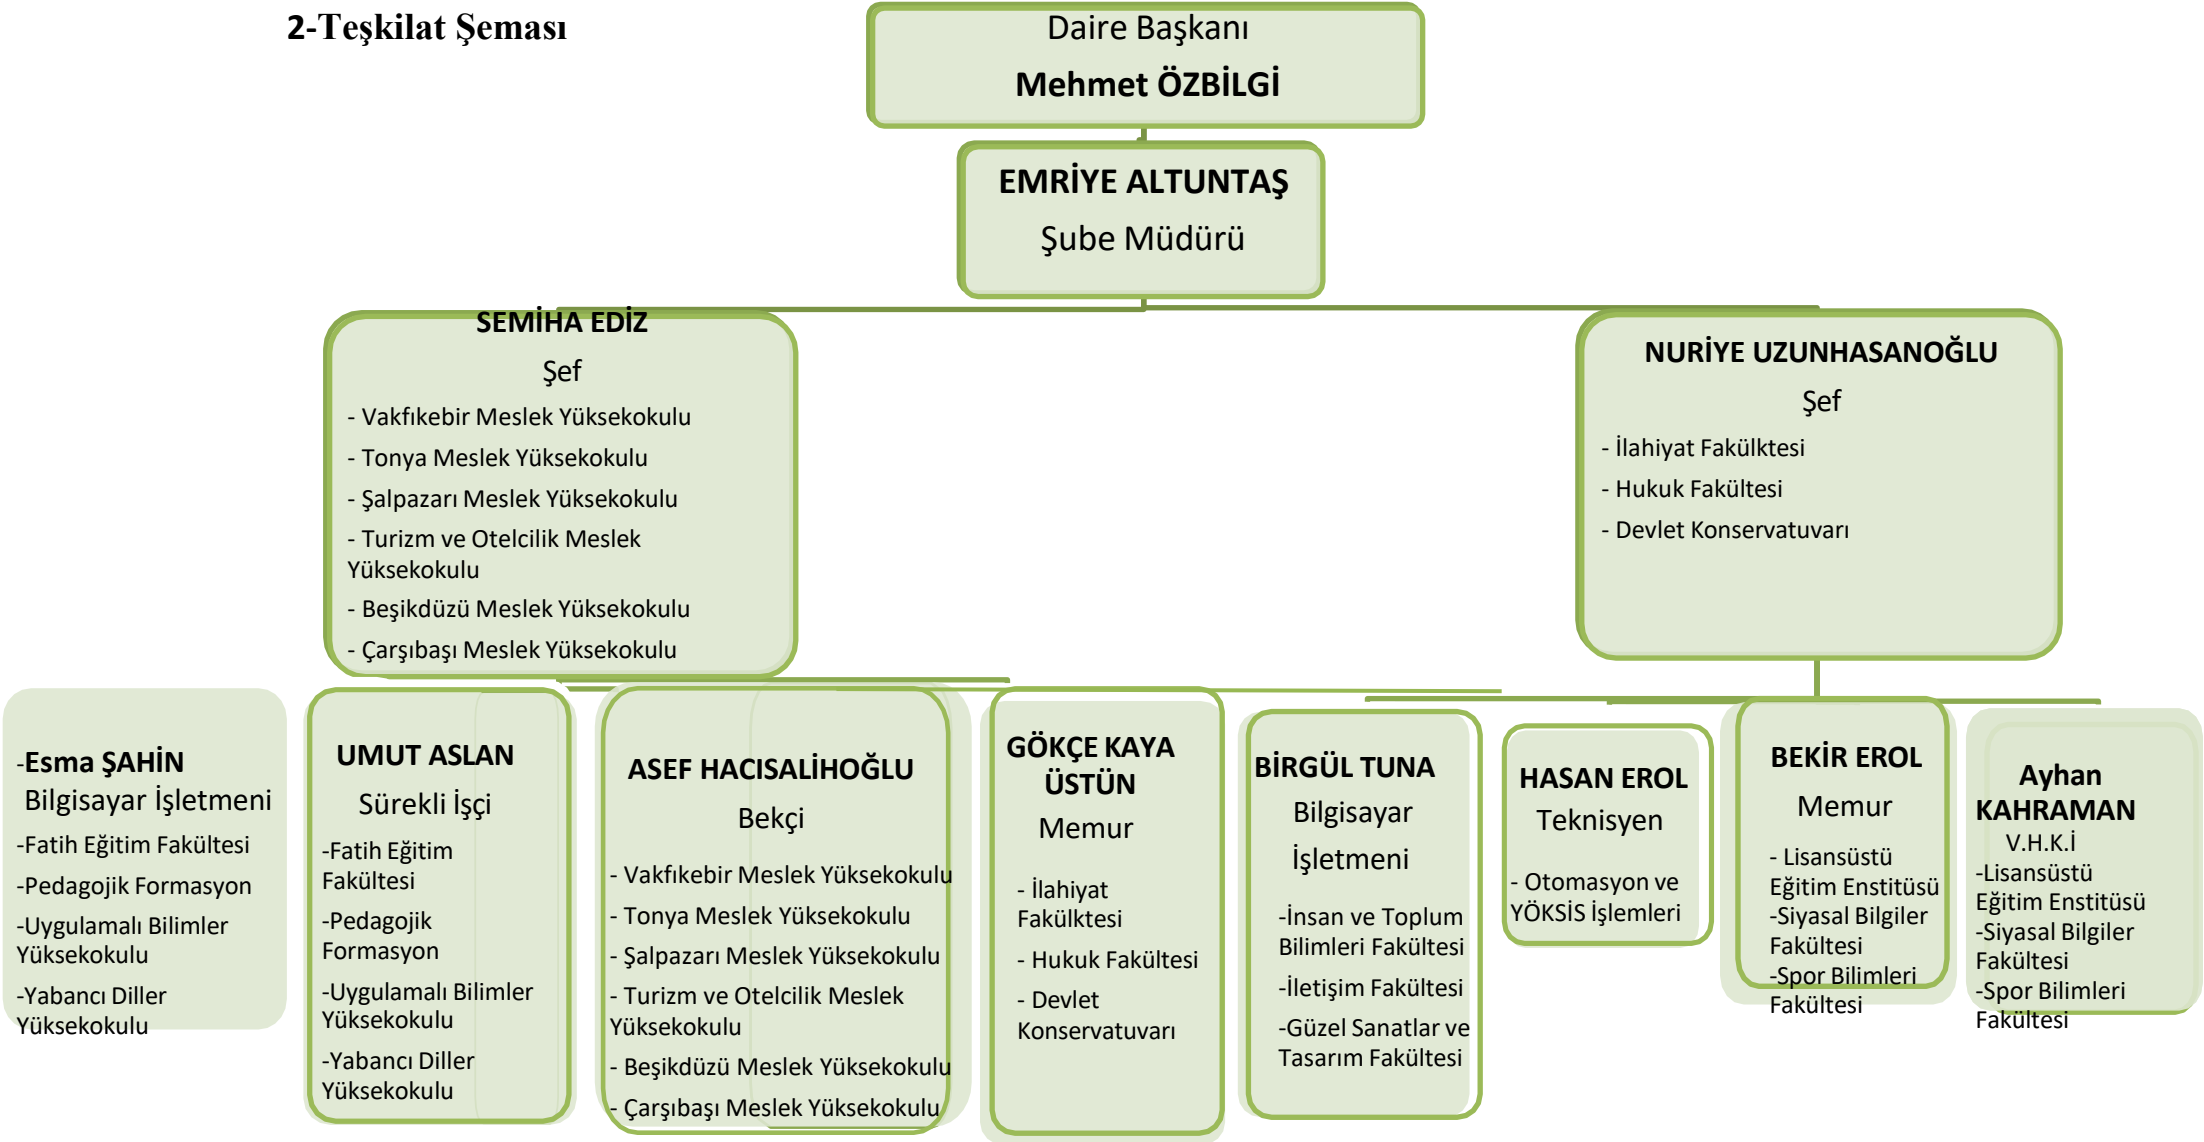 2-Teşkilat Şeması
Daire Başkanı
Mehmet ÖZBİLGİ
EMRİYE ALTUNTAŞ
Şube Müdürü
SEMİHA EDİZ
Şef
- Vakfıkebir Meslek Yüksekokulu
- Tonya Meslek Yüksekokulu
- Şalpazarı Meslek Yüksekokulu
- Turizm ve Otelcilik Meslek
Yüksekokulu
- Beşikdüzü Meslek Yüksekokulu
- Çarşıbaşı Meslek Yüksekokulu
NURİYE UZUNHASANOĞLU
Şef
- İlahiyat Fakülktesi
- Hukuk Fakültesi
- Devlet Konservatuvarı
-Esma ŞAHİN
Bilgisayar İşletmeni
-Fatih Eğitim Fakültesi
-Pedagojik Formasyon
-Uygulamalı Bilimler
Yüksekokulu
-Yabancı Diller
Yüksekokulu
UMUT ASLAN
Sürekli İşçi
-Fatih Eğitim
Fakültesi
-Pedagojik
Formasyon
-Uygulamalı Bilimler
Yüksekokulu
-Yabancı Diller
Yüksekokulu
ASEF HACISALİHOĞLU
Bekçi
- Vakfıkebir Meslek Yüksekokulu
- Tonya Meslek Yüksekokulu
- Şalpazarı Meslek Yüksekokulu
- Turizm ve Otelcilik Meslek
Yüksekokulu
- Beşikdüzü Meslek Yüksekokulu
- Çarşıbaşı Meslek Yüksekokulu
GÖKÇE KAYA
ÜSTÜN
Memur
- İlahiyat
Fakülktesi
- Hukuk Fakültesi
- Devlet
Konservatuvarı
BİRGÜL TUNA
Bilgisayar
İşletmeni
-İnsan ve Toplum
Bilimleri Fakültesi
-İletişim Fakültesi
-Güzel Sanatlar ve
Tasarım Fakültesi
HASAN EROL
Teknisyen
- Otomasyon ve
YÖKSİS İşlemleri
BEKİR EROL
Memur
- Lisansüstü
Eğitim Enstitüsü
-Siyasal Bilgiler
Fakültesi
-Spor Bilimleri
Fakültesi
Ayhan
KAHRAMAN
V.H.K.İ
-Lisansüstü
Eğitim Enstitüsü
-Siyasal Bilgiler
Fakültesi
-Spor Bilimleri
Fakültesi